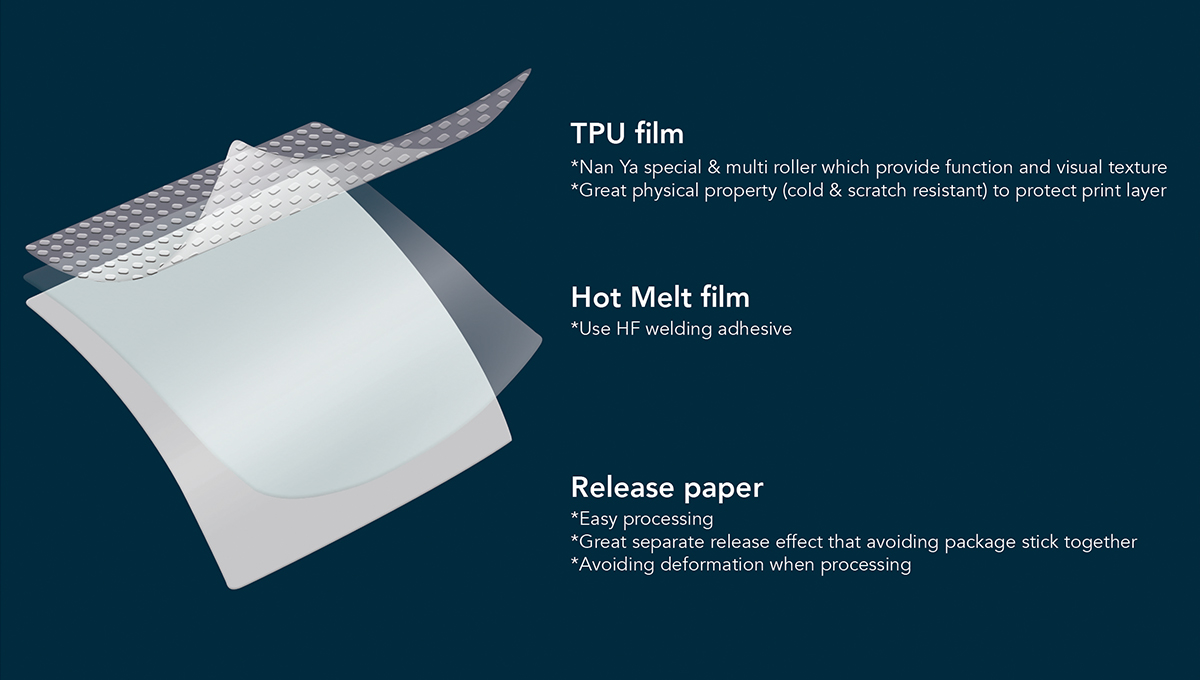 TPU film
*Nan Ya special & multi roller which provide function and visual texture
*Great physical property (cold & scratch resistant) to protect print layer
Hot Melt film
*Use HF welding adhesive
Release paper
*Easy processing
*Great separate release effect that avoiding package stick together
*Avoiding deformation when processing